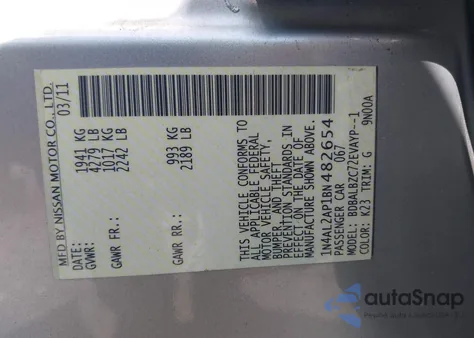 MFD BY NISSAN MOTOR CO., LTD.
DATE: 03/11
GVWR: 1941 KG
4279 LB
GAWR FR: 1017 KG
2242 LB
GAWR RR: 993 KG
2189 LB
THIS VEHICLE CONFORMS TO
ALL APPLICABLE FEDERAL
MOTOR VEHICLE SAFETY,
BUMPER, AND THEFT
PREVENTION STANDARDS IN
EFFECT ON THE DATE OF
MANUFACTURE SHOWN ABOVE.
1N4AL2AP1BN482654
PASSENGER CAR 067
MODEL: BDBALBZC72EVAYP--1
COLOR: K23 TRIM: G 9N00A
autoSnap